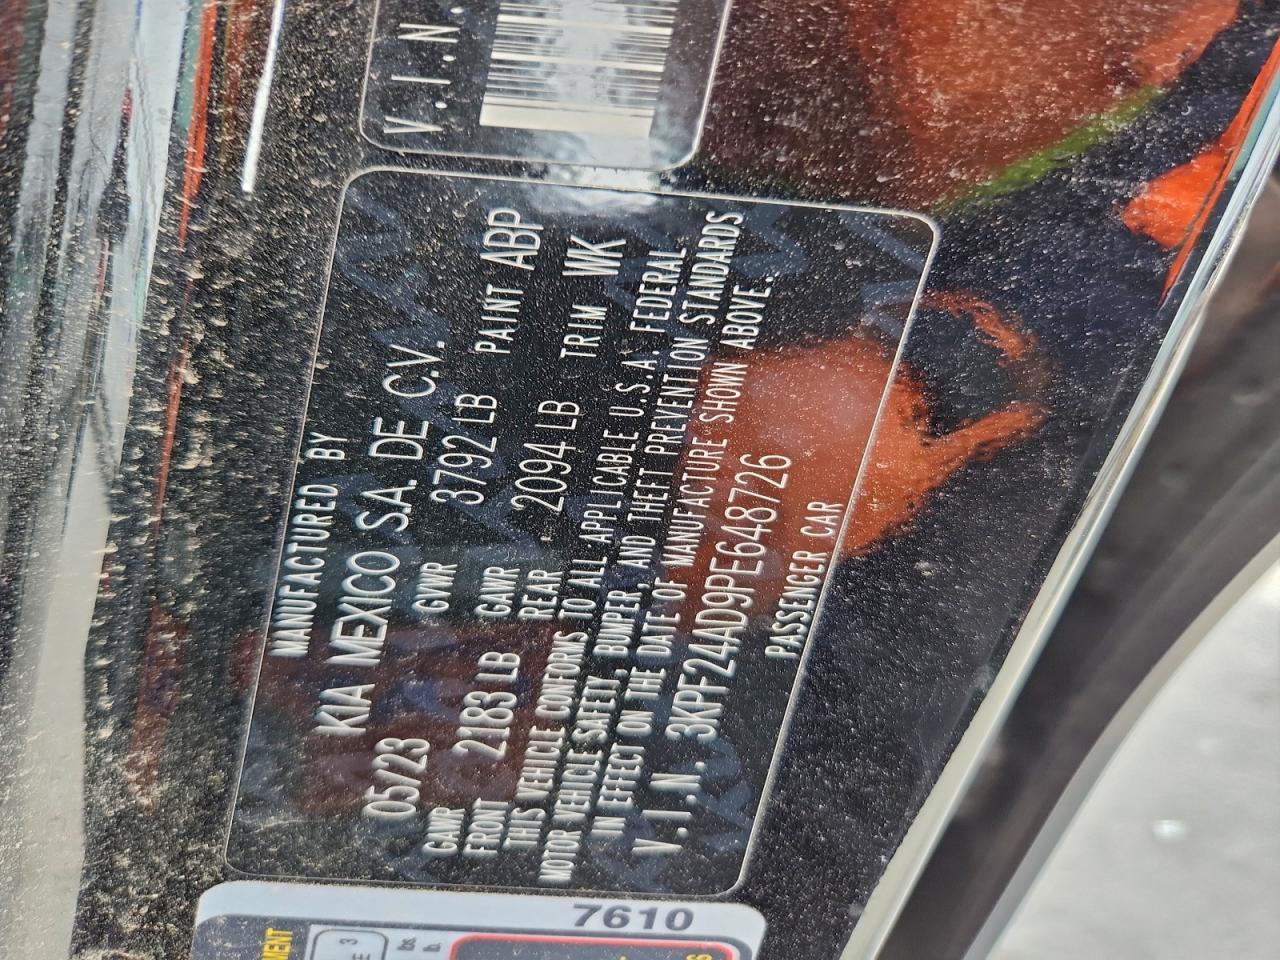 MANUFACTURED BY
KIA MEXICO S.A. DE C.V.
05/23 GVWR 3792 LB PAINT ABP
GAWR GAWR
FRONT 2183 LB REAR 2094 LB TRIM WK
THIS VEHICLE CONFORMS TO ALL APPLICABLE U.S.A. FEDERAL
MOTOR VEHICLE SAFETY, BUMPER, AND THEFT PREVENTION STANDARDS
IN EFFECT ON THE DATE OF MANUFACTURE SHOWN ABOVE.
V.I.N. 3KPF24AD9PE648726
PASSENGER CAR
V.I.N.
7610
MENT
E 3